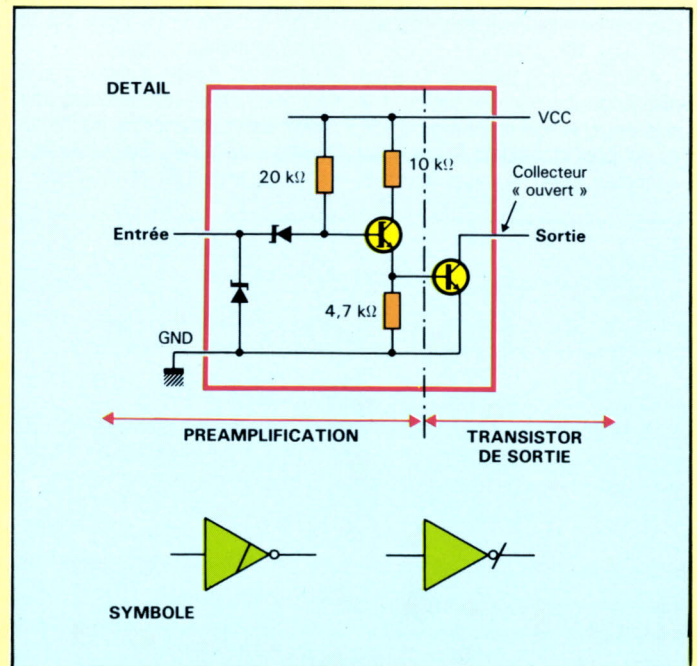 DETAIL
VCC
20 kΩ
10 kΩ
Collecteur
« ouvert »
Entrée
Sortie
4,7 kΩ
GND
PREAMPLIFICATION
TRANSISTOR
DE SORTIE
SYMBOLE